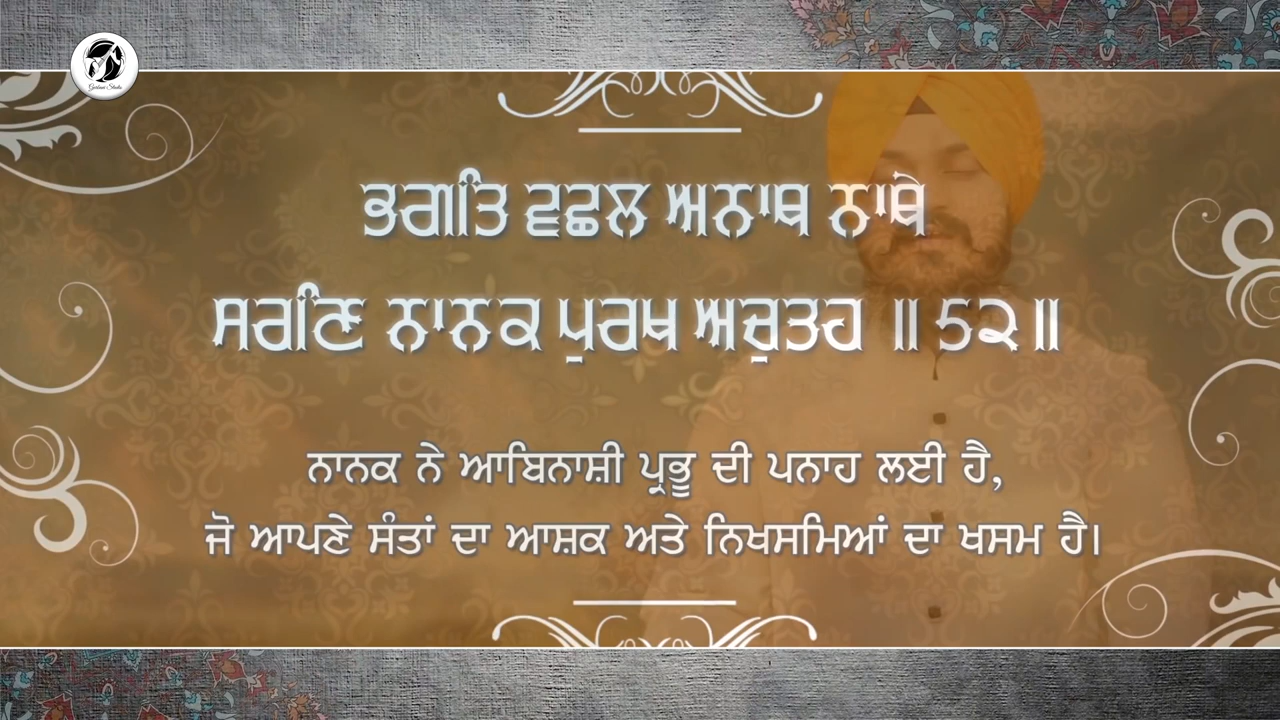 ਭਗਤਿ ਵਛਲ ਅਨਾਥ ਨਾਥੇ
ਸਰਣਿ ਨਾਨਕ ਪੁਰਖ ਅਚੁਤਹ ॥੫੨॥
ਨਾਨਕ ਨੇ ਆਬਿਨਾਸ਼ੀ ਪ੍ਰਭੂ ਦੀ ਪਨਾਹ ਲਈ ਹੈ,
ਜੋ ਆਪਣੇ ਸੰਤਾਂ ਦਾ ਆਸ਼ਕ ਅਤੇ ਨਿਖਸਮਿਆਂ ਦਾ ਖਸਮ ਹੈ।